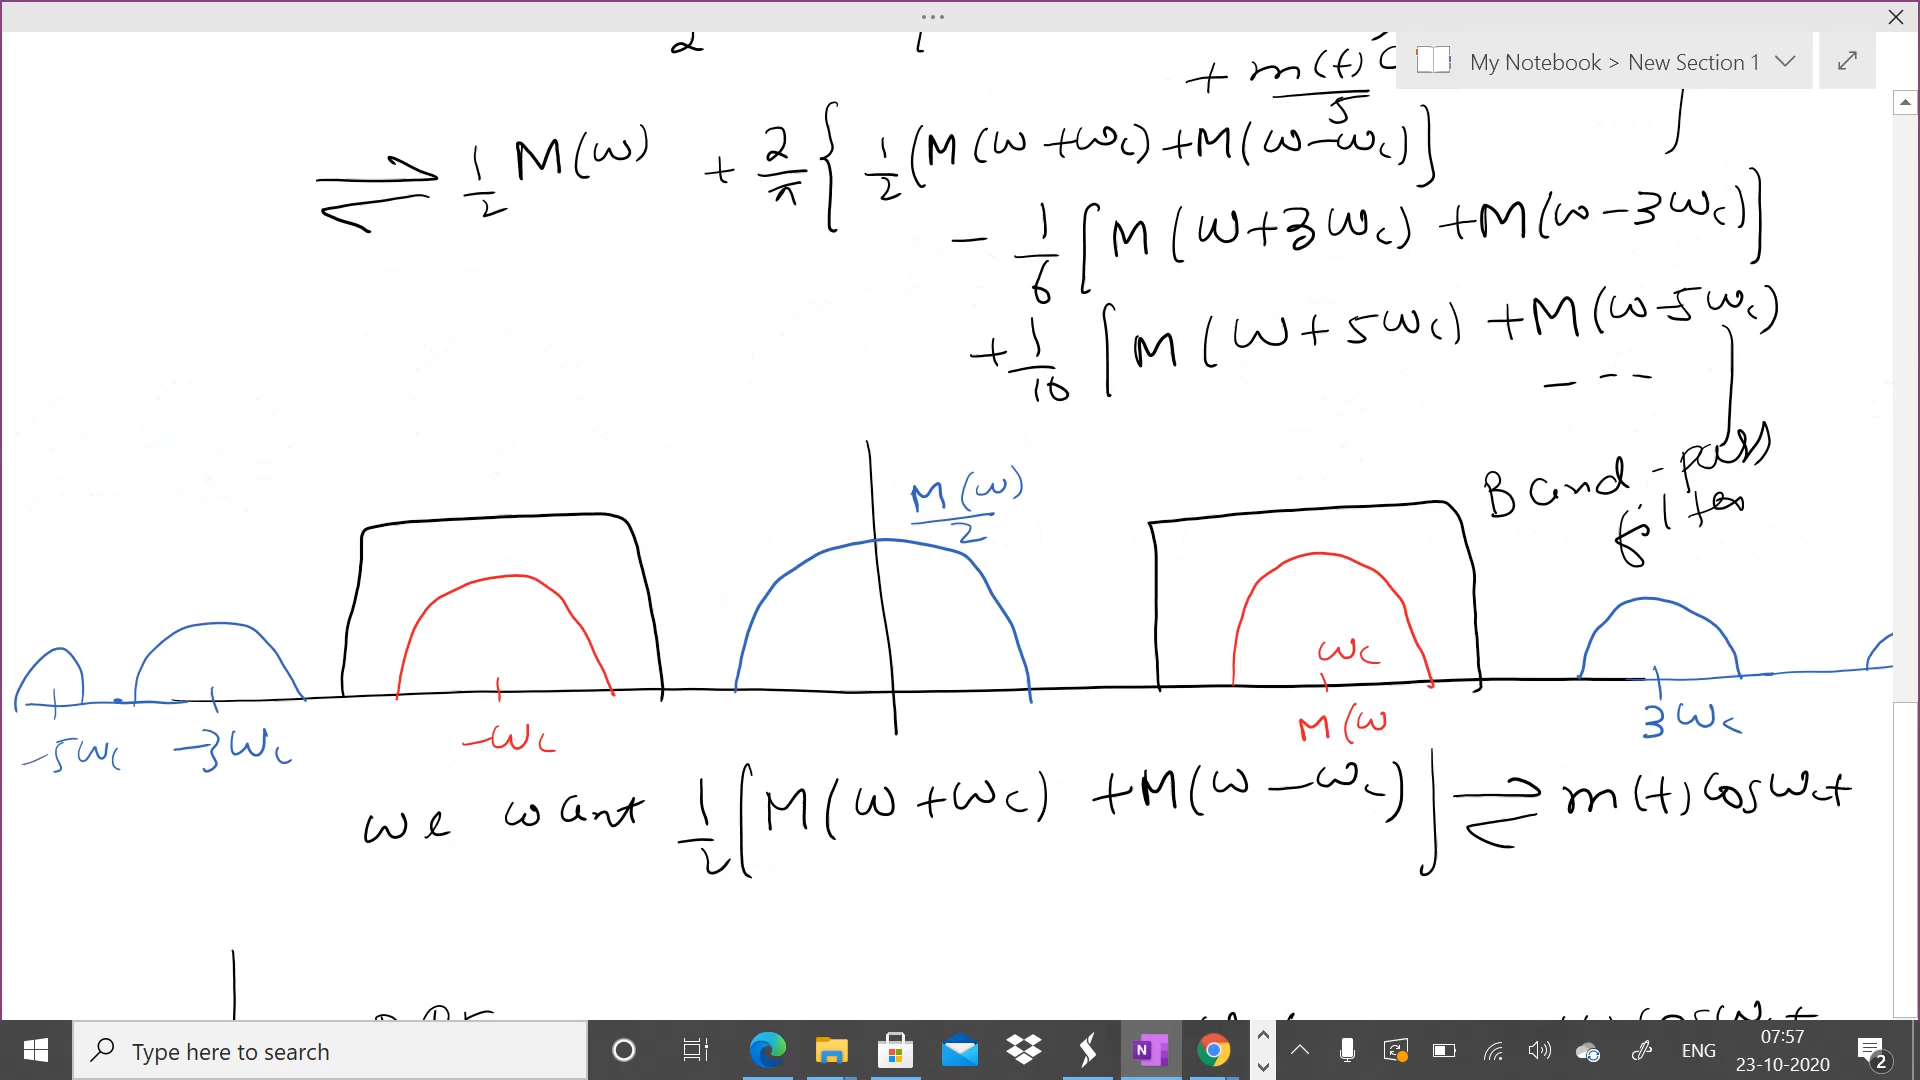 + m(t)
5
My Notebook > New Section 1
⇌ 1/2 M(ω) + 2/π { 1/2 (M(ω+ωc) + M(ω-ωc)]
- 1/6 [M(ω+3ωc) + M(ω-3ωc)]
+ 1/10 [M(ω+5ωc) + M(ω-5ωc)
- - - -
Band-pass
filter
M(ω)
2
ωc
-5ωc -3ωc -ωc M(ω 3ωc
we want 1/2 [M(ω+ωc) + M(ω-ωc)] ⇌ m(t) cosωct
Type here to search
ENG
07:57
23-10-2020
2